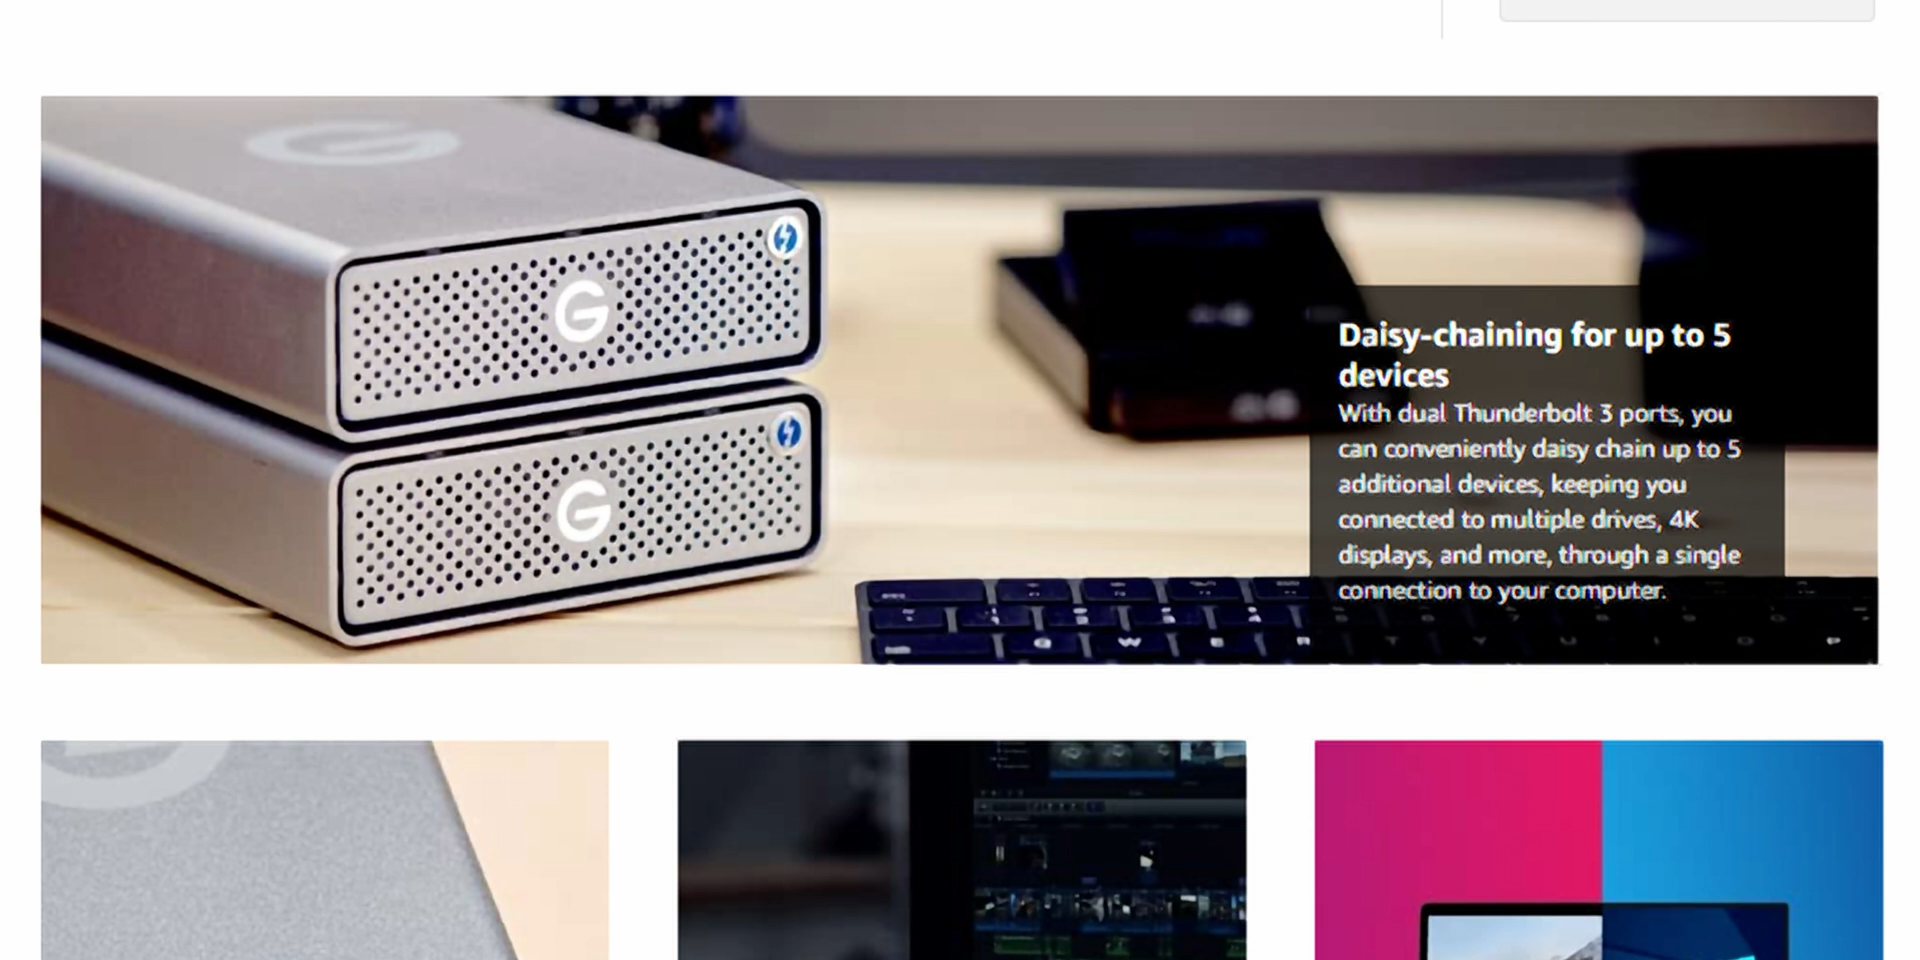 G
G
Daisy-chaining for up to 5
devices
With dual Thunderbolt 3 ports, you
can conveniently daisy chain up to 5
additional devices, keeping you
connected to multiple drives, 4K
displays, and more, through a single
connection to your computer.
Q W E R T Y U I O P